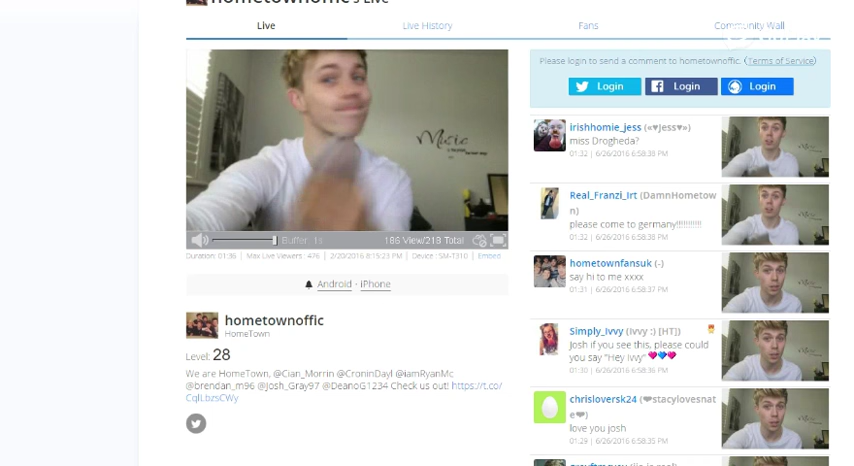 hometownoffic's Live
Live
Live History
Fans
Community Wall
Please login to send a comment to hometownoffic. (Terms of Service)
Login
Login
Login
Music
Buffer: 1s
186 View/218 Total
Duration: 01:36 | Max Live Viewers : 476 | 2/20/2016 8:15:23 PM | Device : SM-T310 | Embed
Android - iPhone
hometownoffic
HomeTown
Level: 28
We are HomeTown, @Cian_Morrin @CroninDayl @iamRyanMc
@brendan_m96 @Josh_Gray97 @DeanoG1234 Check us out! https://t.co/
CqlLbzsCWy
irishhomie_jess («♥Jess♥»)
miss Drogheda?
01:32 | 6/26/2016 6:58:38 PM
Real_Franzi_Irt (DamnHometow
n)
please come to germany!!!!!!!!!!!
01:32 | 6/26/2016 6:58:38 PM
hometownfansuk (-)
say hi to me xxxx
01:31 | 6/26/2016 6:58:37 PM
Simply_Ivvy (Ivvy :) [HT])
Josh if you see this, please could
you say "Hey Ivvy" 💖💙💖
01:30 | 6/26/2016 6:58:36 PM
chrisloversk24 (❤stacylovesnat
e❤)
love you josh
01:29 | 6/26/2016 6:58:35 PM